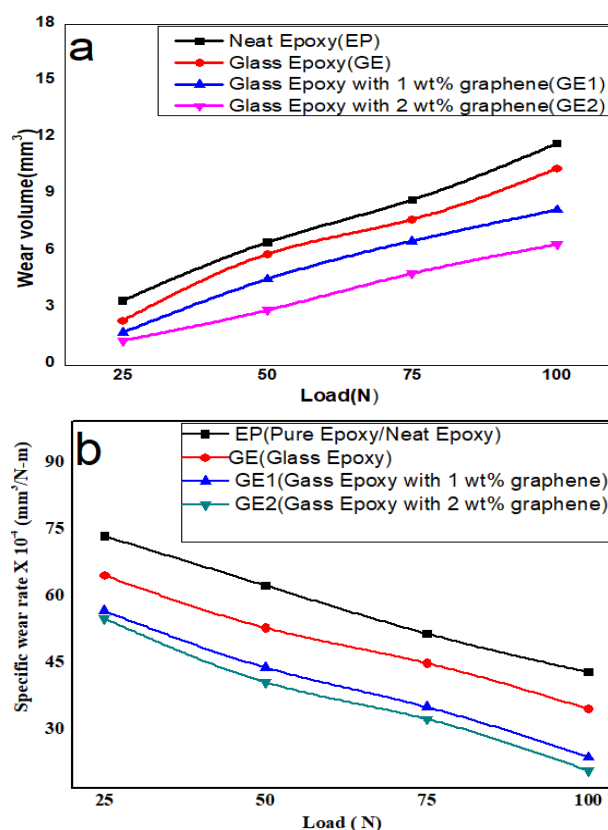 a
Neat Epoxy(EP)
Glass Epoxy(GE)
Glass Epoxy with 1 wt% graphene(GE1)
Glass Epoxy with 2 wt% graphene(GE2)
Wear volume(mm³)
18
15
12
9
6
3
0
25 50 75 100
Load(N)
b
EP(Pure Epoxy/Neat Epoxy)
GE(Glass Epoxy)
GE1(Gass Epoxy with 1 wt% graphene)
GE2(Gass Epoxy with 2 wt% graphene)
Specific wear rate X 10⁻⁴ (mm³/N-m)
90
75
60
45
30
25 50 75 100
Load ( N)